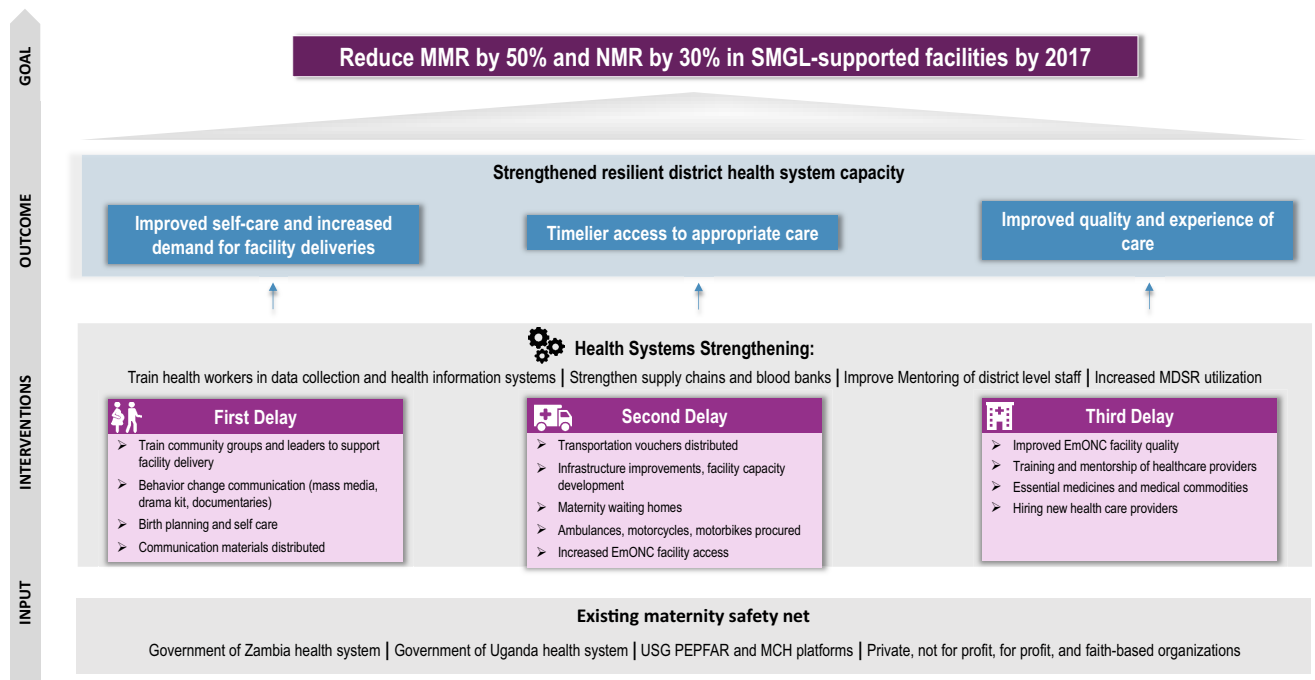 GOAL
Reduce MMR by 50% and NMR by 30% in SMGL-supported facilities by 2017
OUTCOME
Strengthened resilient district health system capacity
Improved self-care and increased
demand for facility deliveries
Timelier access to appropriate care
Improved quality and experience of
care
INTERVENTIONS
Health Systems Strengthening:
Train health workers in data collection and health information systems | Strengthen supply chains and blood banks | Improve Mentoring of district level staff | Increased MDSR utilization
First Delay
➢ Train community groups and leaders to support
facility delivery
➢ Behavior change communication (mass media,
drama kit, documentaries)
➢ Birth planning and self care
➢ Communication materials distributed
Second Delay
➢ Transportation vouchers distributed
➢ Infrastructure improvements, facility capacity
development
➢ Maternity waiting homes
➢ Ambulances, motorcycles, motorbikes procured
➢ Increased EmONC facility access
Third Delay
➢ Improved EmONC facility quality
➢ Training and mentorship of healthcare providers
➢ Essential medicines and medical commodities
➢ Hiring new health care providers
INPUT
Existing maternity safety net
Government of Zambia health system | Government of Uganda health system | USG PEPFAR and MCH platforms | Private, not for profit, for profit, and faith-based organizations